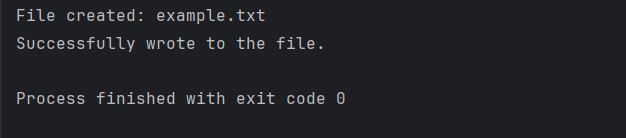 File created: example.txt
Successfully wrote to the file.
Process finished with exit code 0